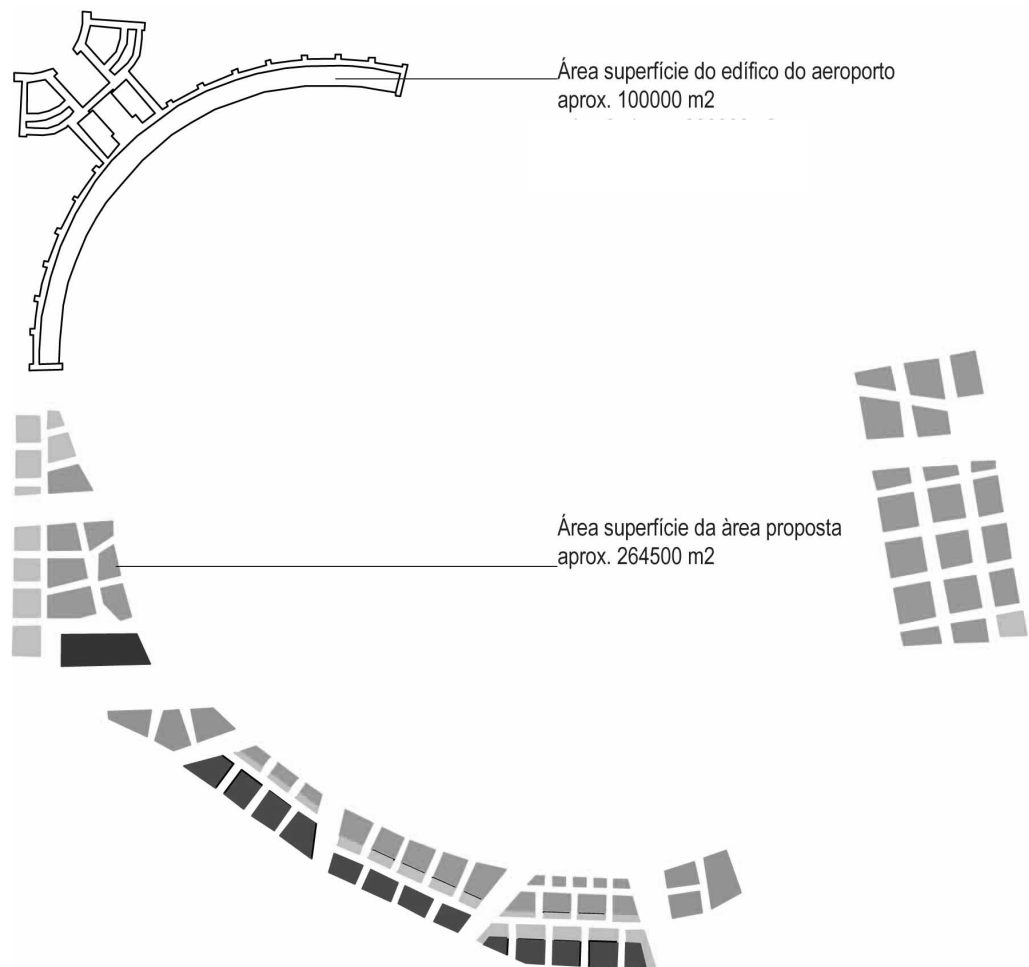 Área superfície do edífico do aeroporto
aprox. 100000 m2
Área superfície da àrea proposta
aprox. 264500 m2